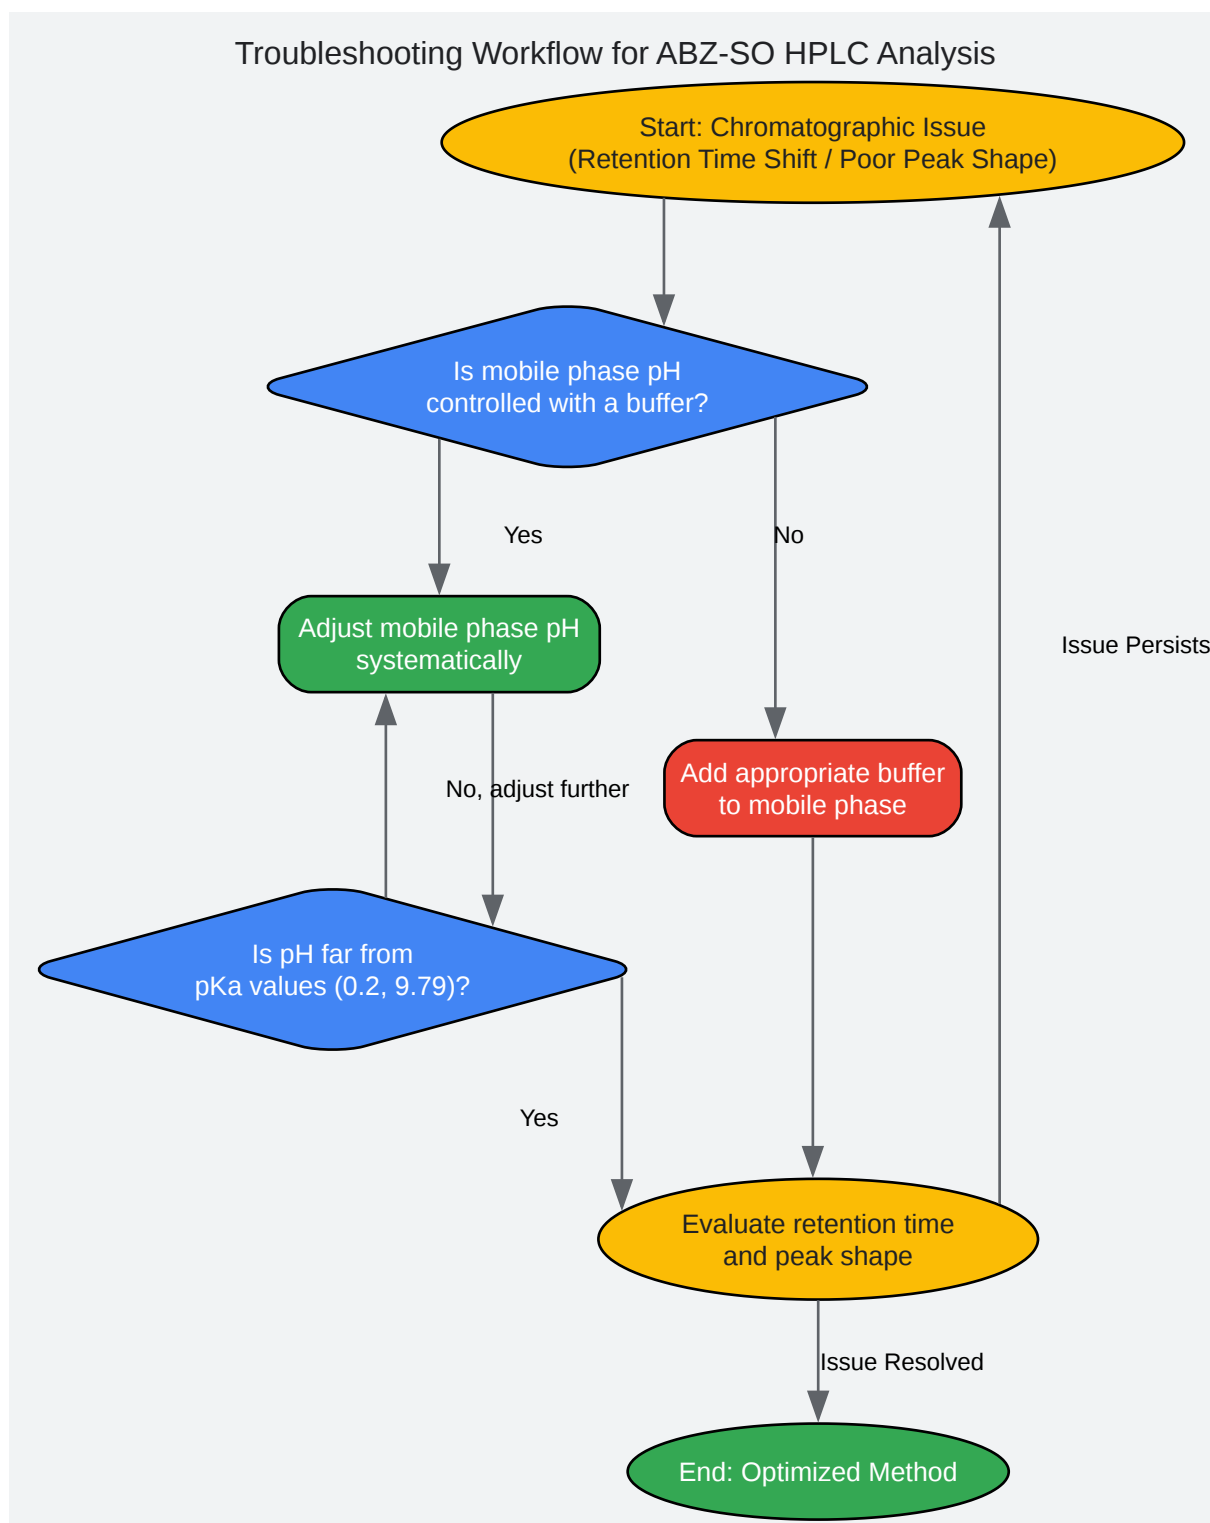 Troubleshooting Workflow for ABZ-SO HPLC Analysis
Start: Chromatographic Issue
(Retention Time Shift / Poor Peak Shape)
Is mobile phase pH
controlled with a buffer?
Yes
No
Adjust mobile phase pH
systematically
Issue Persists
No, adjust further
Add appropriate buffer
to mobile phase
Is pH far from
pKa values (0.2, 9.79)?
Yes
Evaluate retention time
and peak shape
Issue Resolved
End: Optimized Method